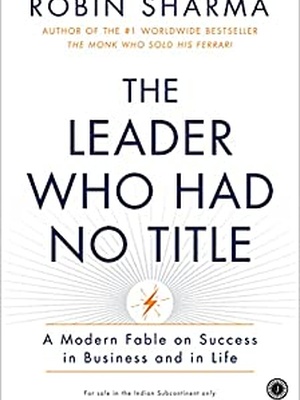 ROBIN SHARMA
AUTHOR OF THE #1 WORLDWIDE BESTSELLER
THE MONK WHO SOLD HIS FERRARI
THE
LEADER
WHO HAD
NO TITLE
A Modern Fable on Success
in Business and in Life
For sale in the Indian Subcontinent only